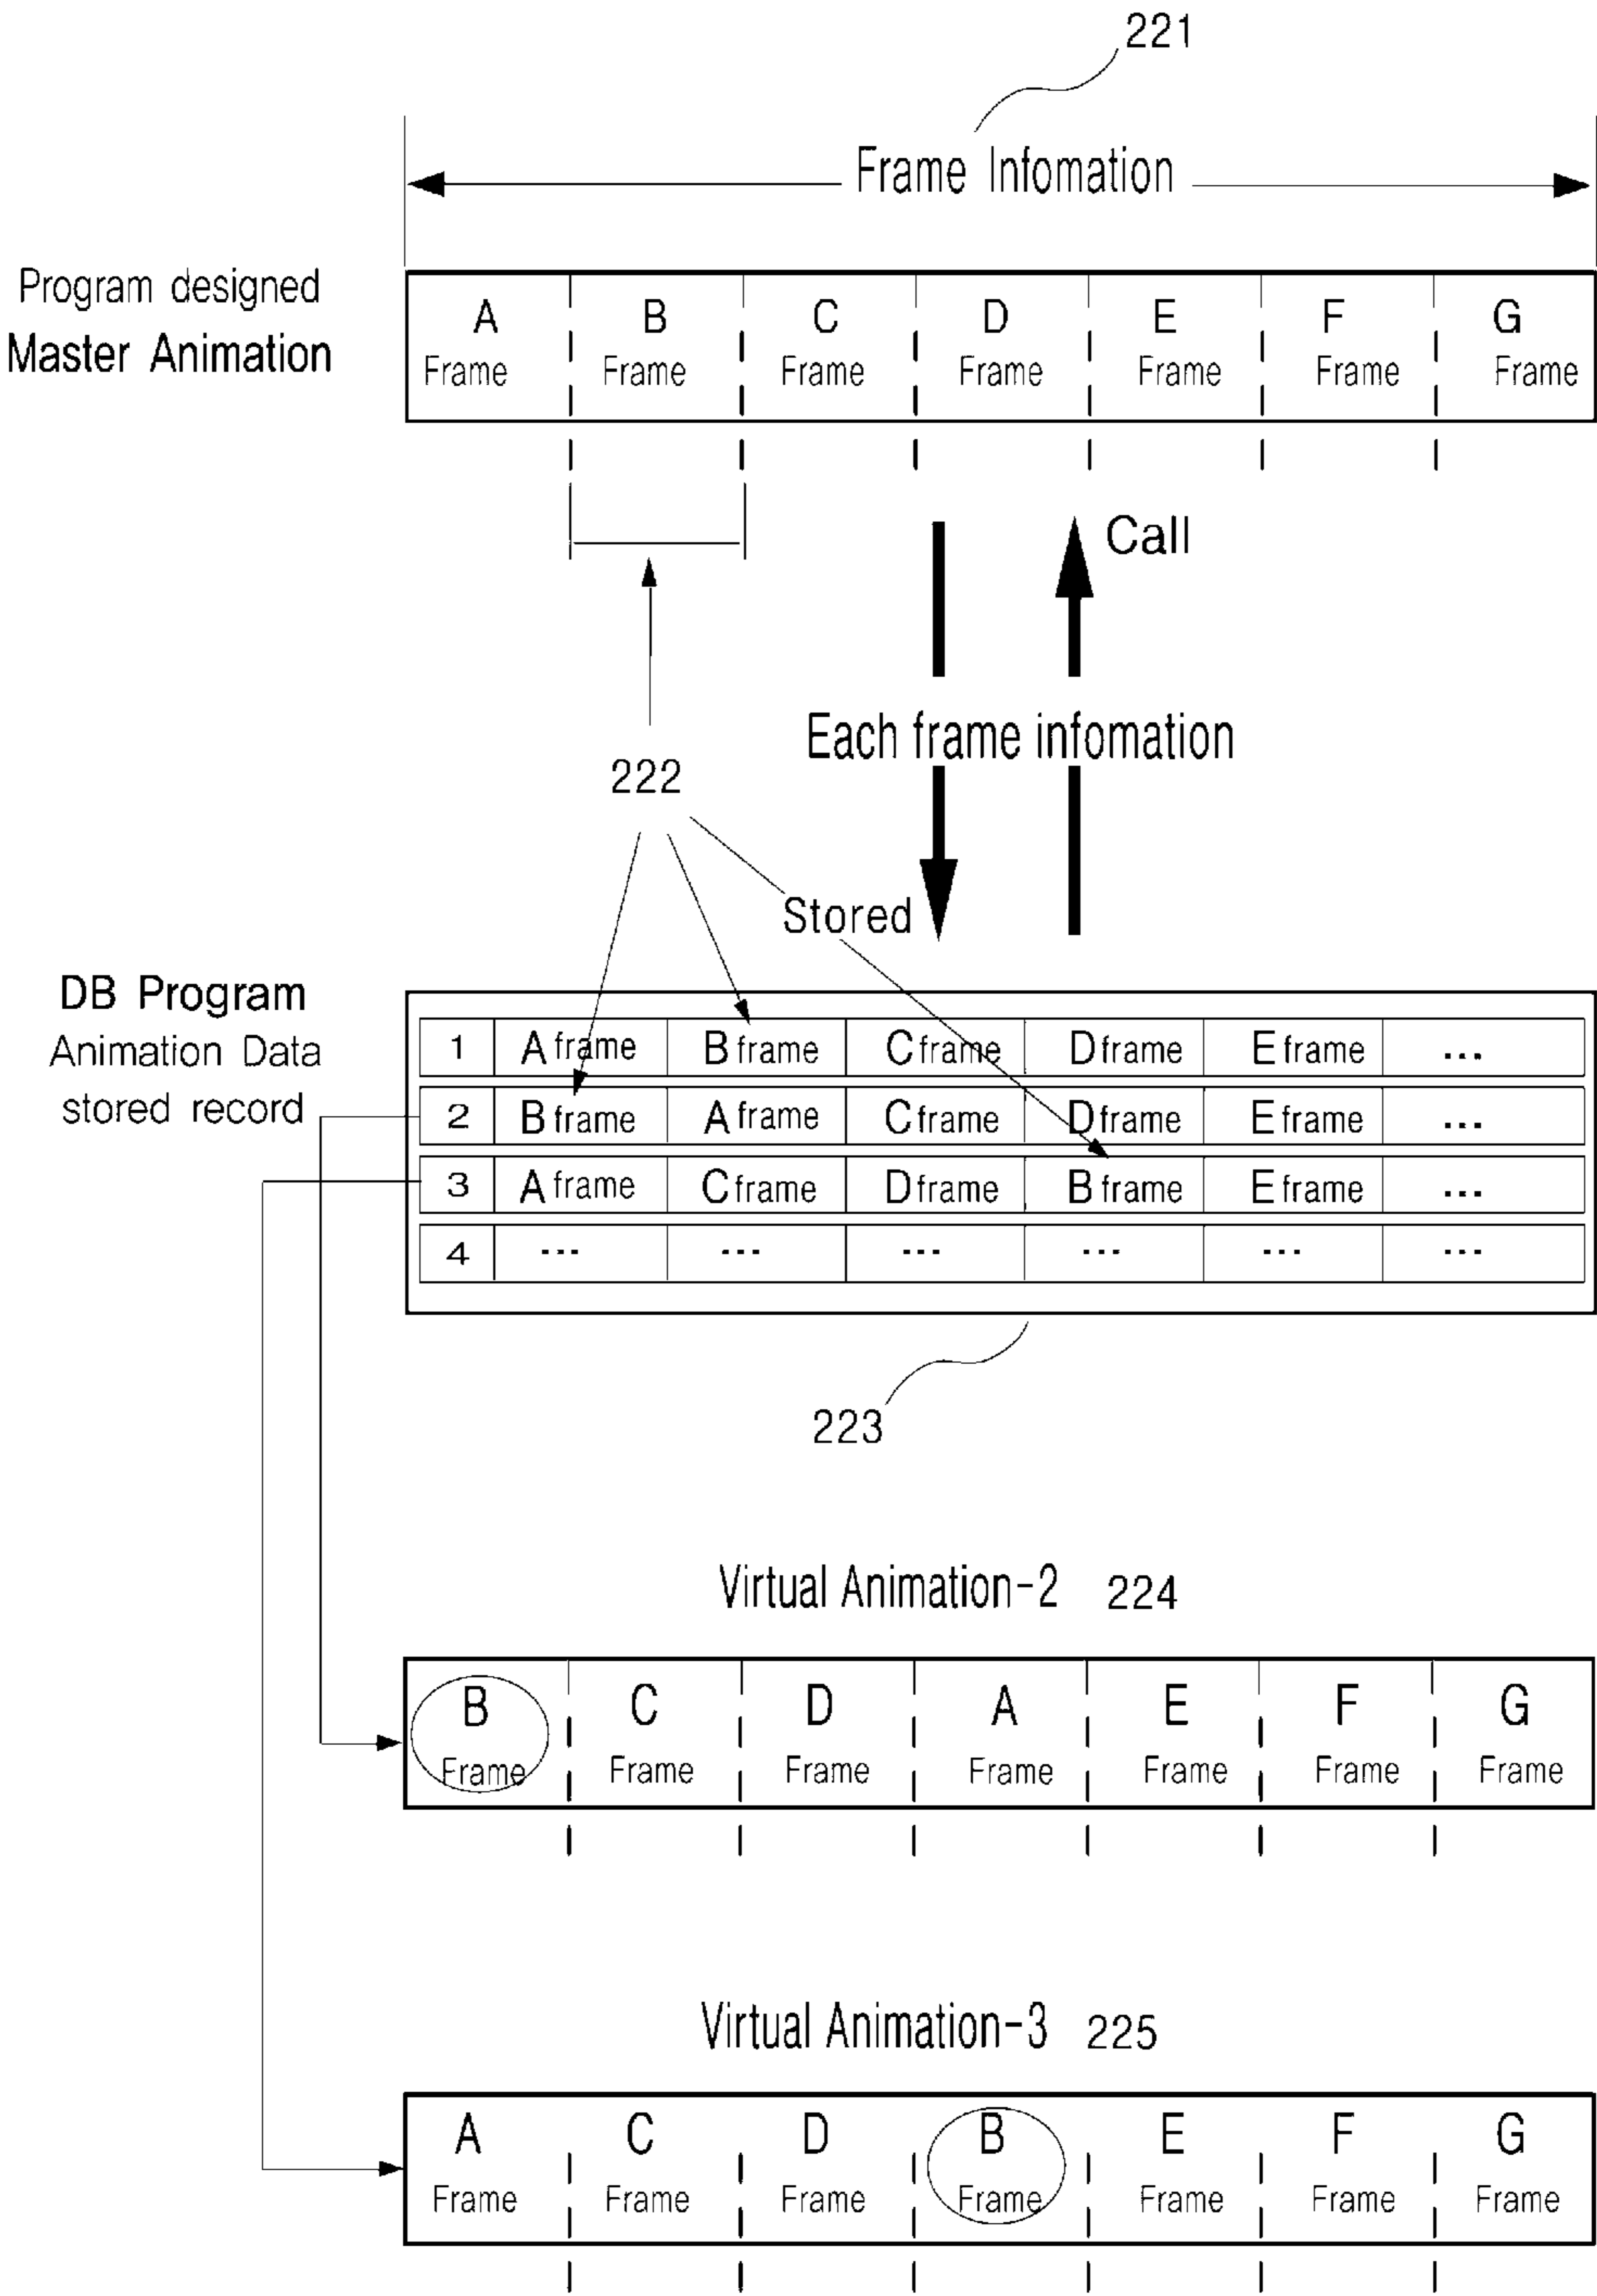 221
Frame Infomation
Program designed
Master Animation
A B C D E F G
Frame Frame Frame Frame Frame Frame Frame
Call
Each frame infomation
222
Stored
DB Program
Animation Data
stored record
1 A frame B frame C frame D frame E frame ...
2 B frame A frame C frame D frame E frame ...
3 A frame C frame D frame B frame E frame ...
4 ... ... ... ... ... ...
223
Virtual Animation-2 224
B C D A E F G
Frame Frame Frame Frame Frame Frame Frame
Virtual Animation-3 225
A C D B E F G
Frame Frame Frame Frame Frame Frame Frame